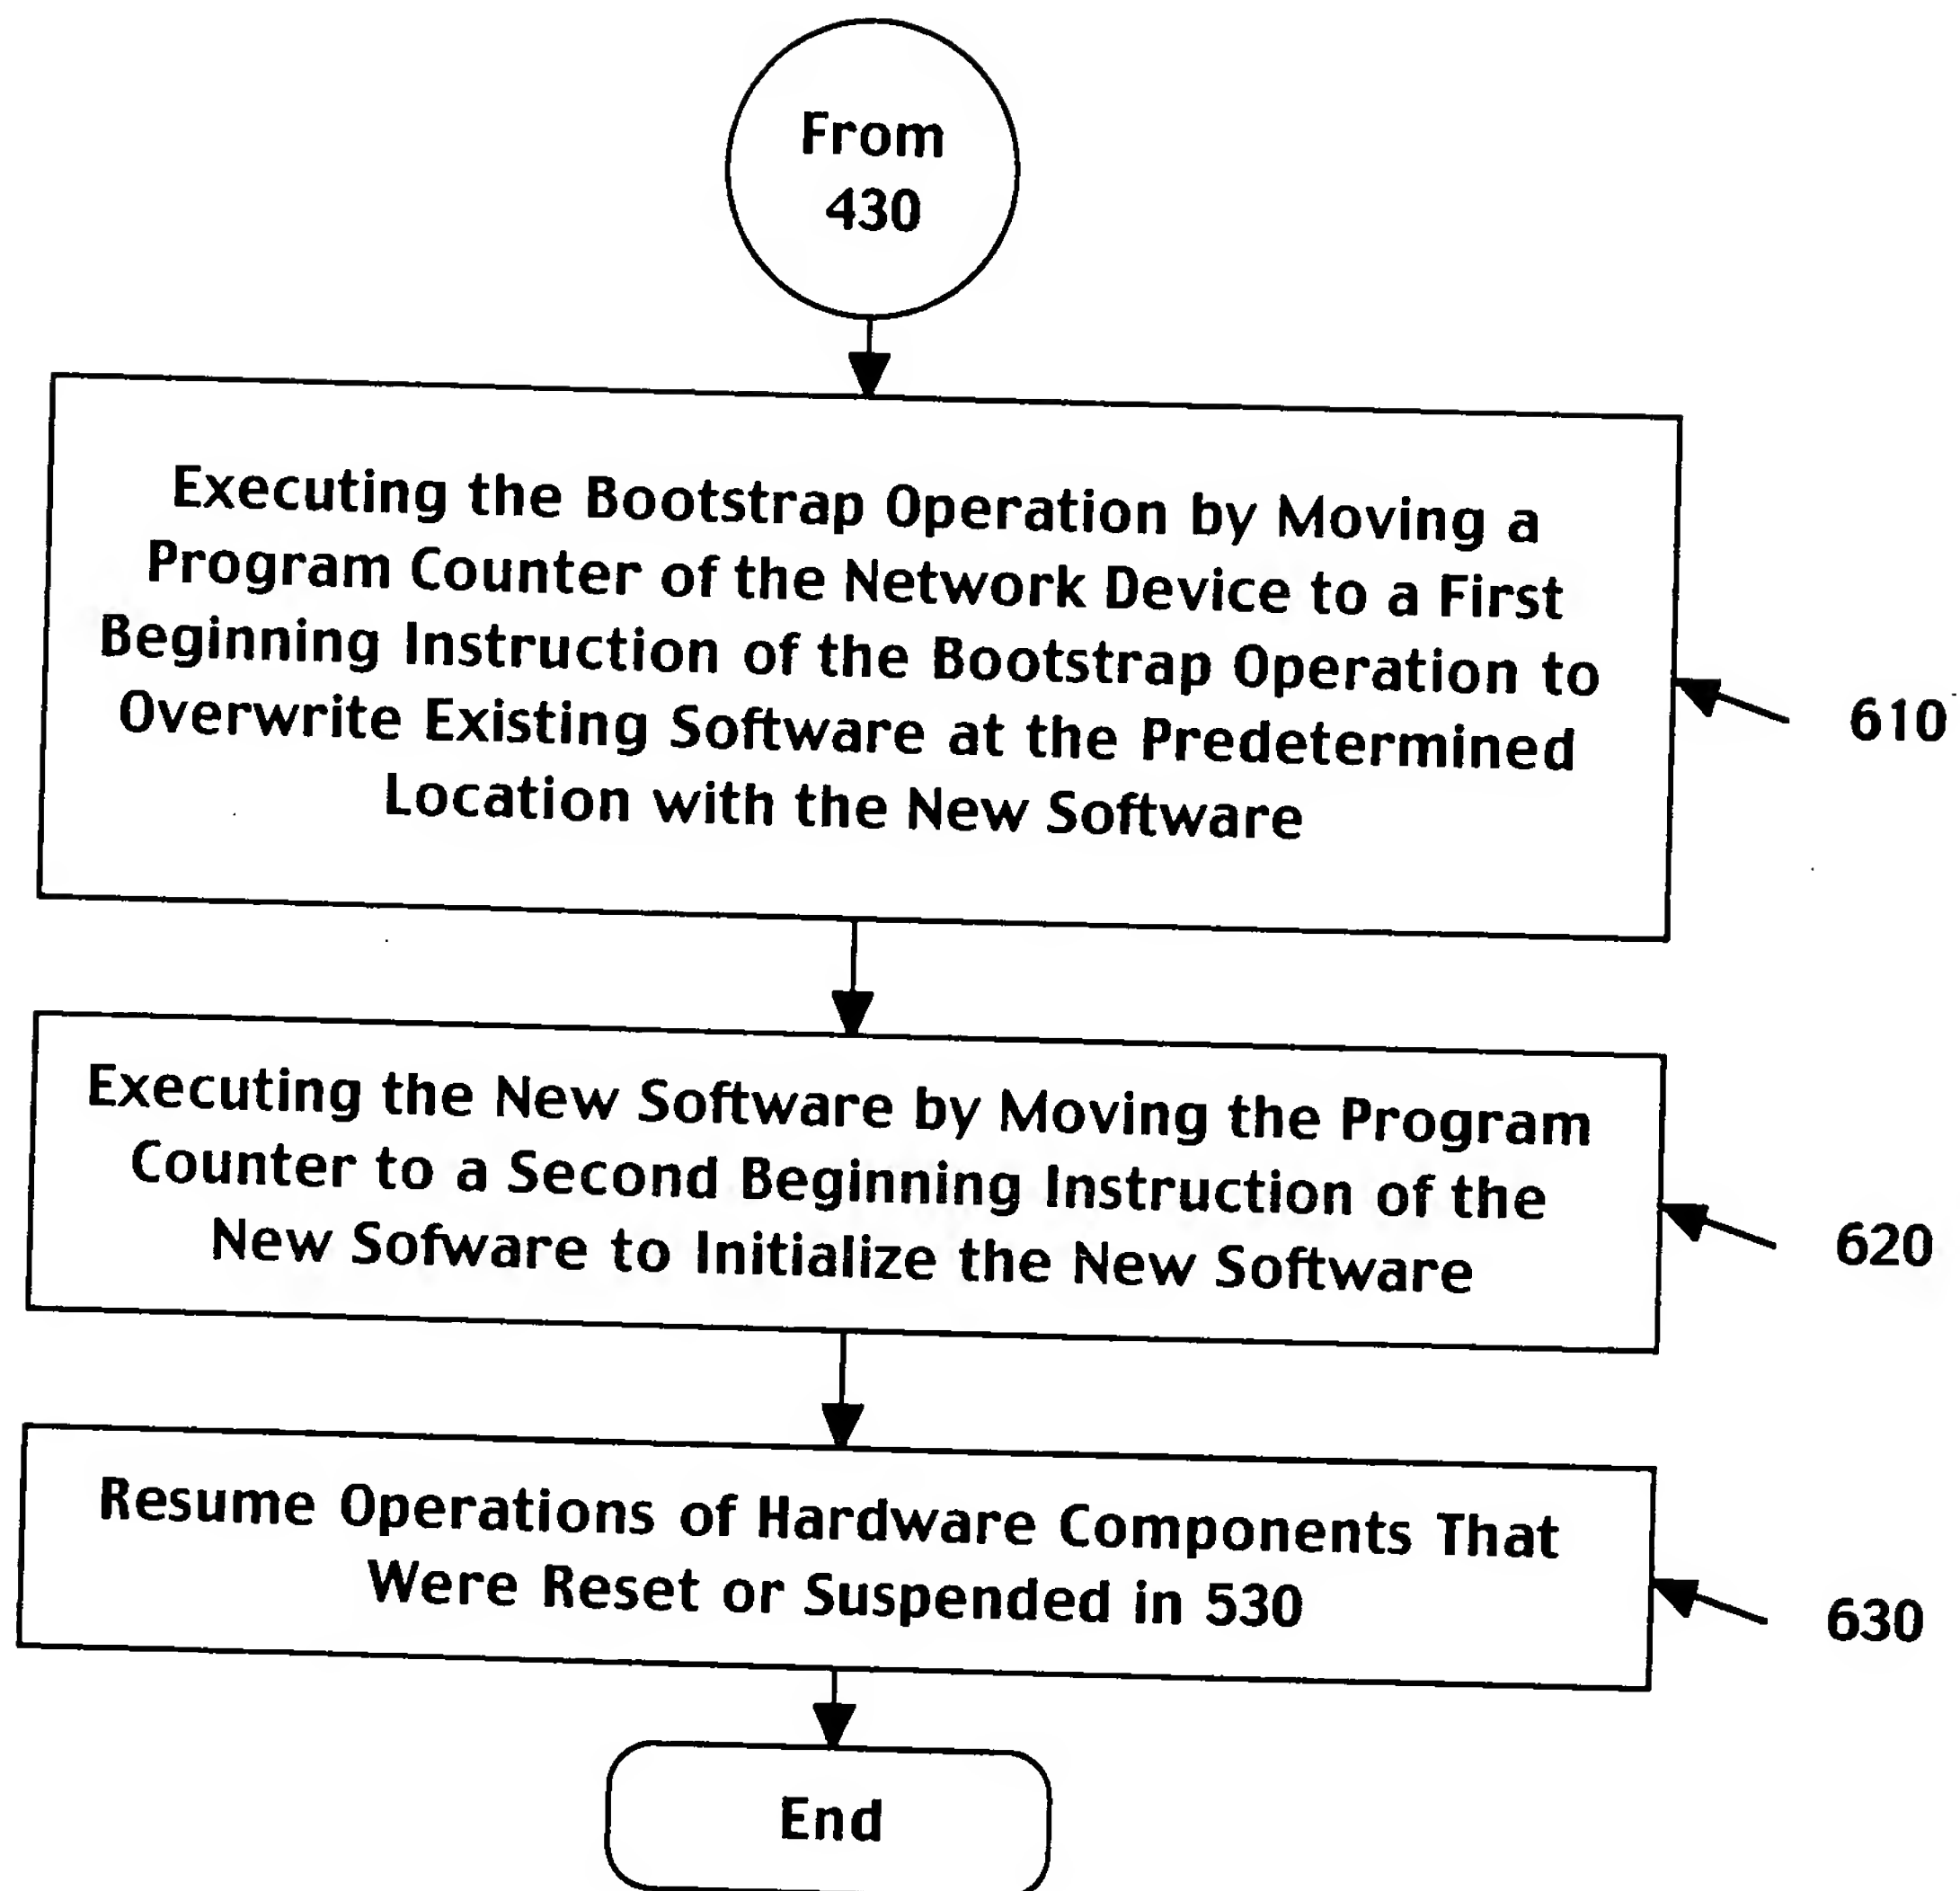 From
430
Executing the Bootstrap Operation by Moving a
Program Counter of the Network Device to a First
Beginning Instruction of the Bootstrap Operation to
Overwrite Existing Software at the Predetermined
Location with the New Software
610
Executing the New Software by Moving the Program
Counter to a Second Beginning Instruction of the
New Sofware to Initialize the New Software
620
Resume Operations of Hardware Components That
Were Reset or Suspended in 530
630
End